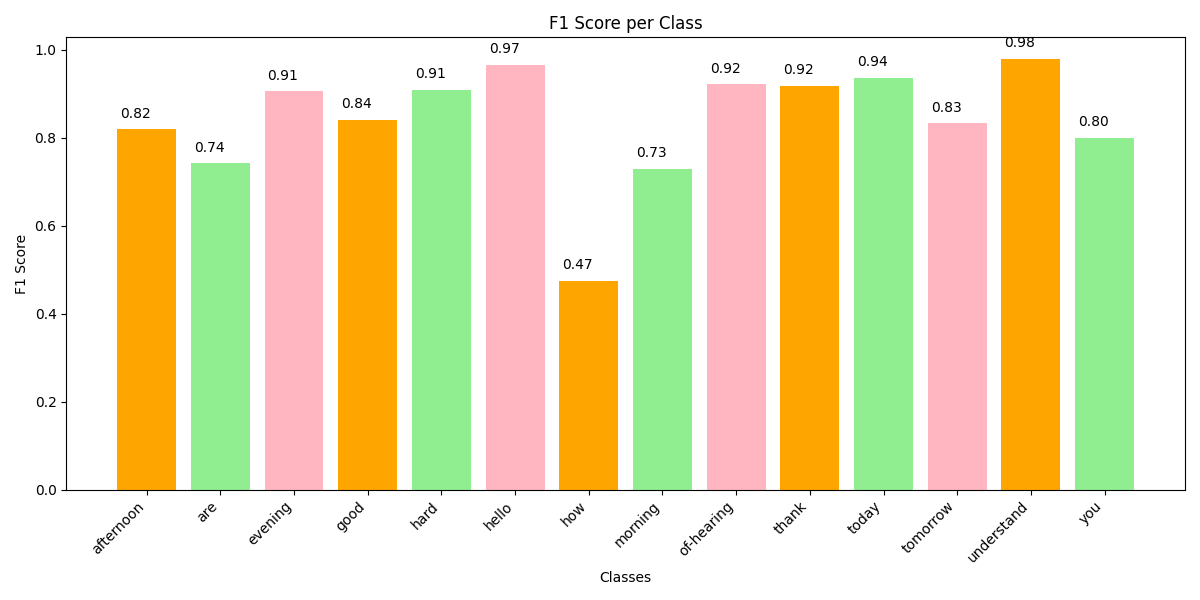 F1 Score per Class
F1 Score
1.0
0.8
0.6
0.4
0.2
0.0
0.82
0.74
0.91
0.84
0.91
0.97
0.47
0.73
0.92
0.92
0.94
0.83
0.98
0.80
afternoon
are
evening
good
hard
hello
how
morning
of-hearing
thank
today
tomorrow
understand
you
Classes